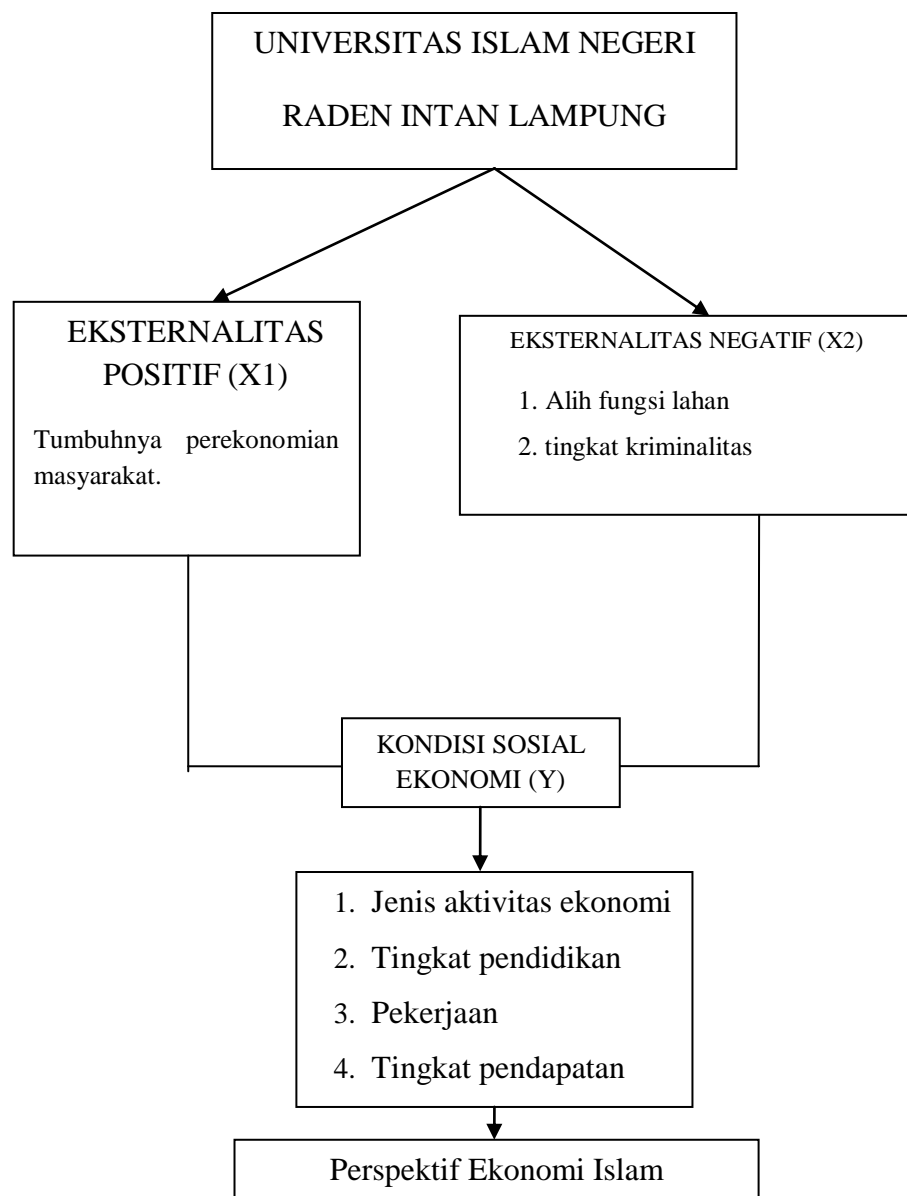 UNIVERSITAS ISLAM NEGERI
RADEN INTAN LAMPUNG
EKSTERNALITAS
POSITIF (X1)
Tumbuhnya perekonomian
masyarakat.
EKSTERNALITAS NEGATIF (X2)
1. Alih fungsi lahan
2. tingkat kriminalitas
KONDISI SOSIAL
EKONOMI (Y)
1. Jenis aktivitas ekonomi
2. Tingkat pendidikan
3. Pekerjaan
4. Tingkat pendapatan
Perspektif Ekonomi Islam